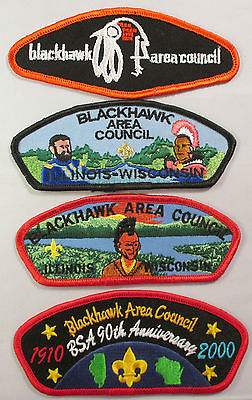 blackhawk area council
BLACKHAWK
AREA
COUNCIL
ILLINOIS-WISCONSIN
BLACKHAWK AREA COUNCIL
ILLINOIS WISCONSIN
Blackhawk Area Council
1910 BSA 90th Anniversary 2000